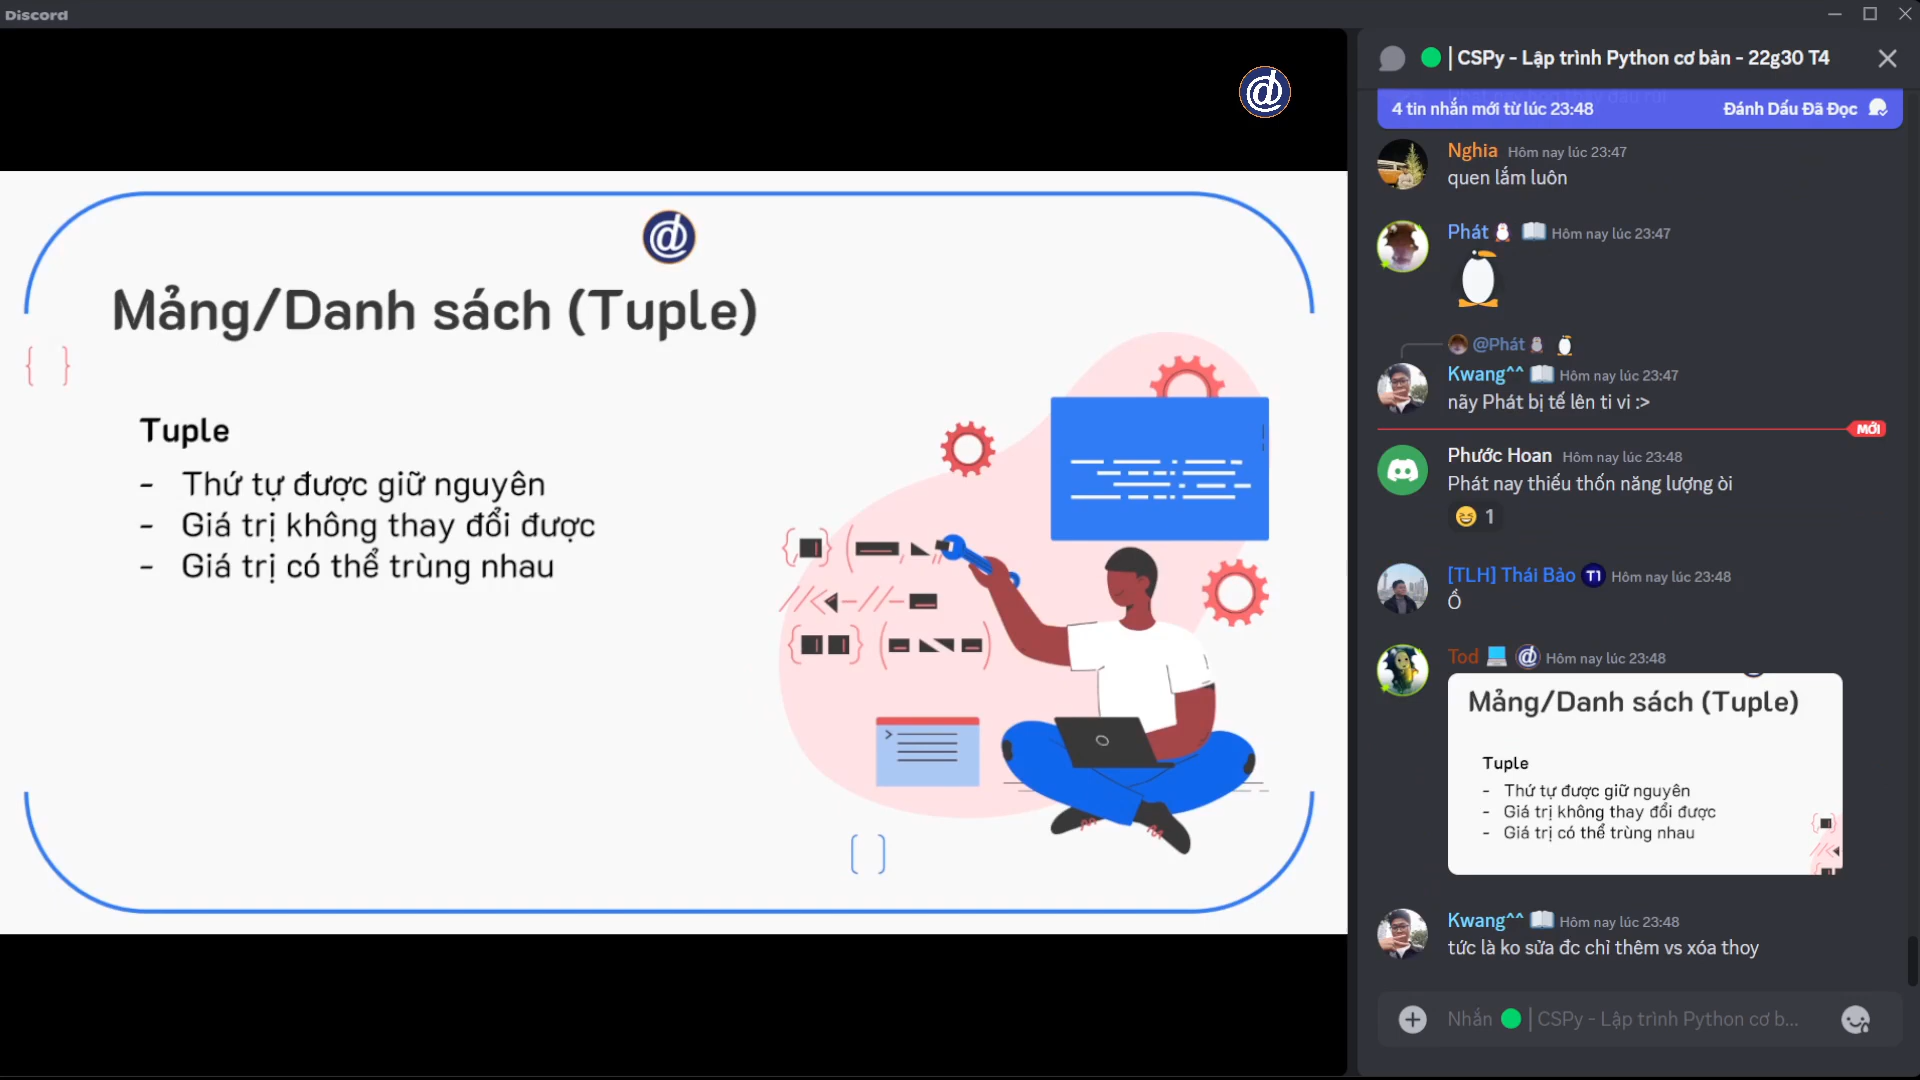 Discord
Mảng/Danh sách (Tuple)
Tuple
- Thứ tự được giữ nguyên
- Giá trị không thay đổi được
- Giá trị có thể trùng nhau
| CSPy - Lập trình Python cơ bản - 22g30 T4
4 tin nhắn mới từ lúc 23:48 Đánh Dấu Đã Đọc
Nghia Hôm nay lúc 23:47
quen lắm luôn
Phát Hôm nay lúc 23:47
@Phát
Kwang^^ Hôm nay lúc 23:47
nãy Phát bị tế lên ti vi :>
MỚI
Phước Hoan Hôm nay lúc 23:48
Phát nay thiếu thốn năng lượng òi
1
[TLH] Thái Bảo T1 Hôm nay lúc 23:48
Ồ
Tod Hôm nay lúc 23:48
Mảng/Danh sách (Tuple)
Tuple
- Thứ tự được giữ nguyên
- Giá trị không thay đổi được
- Giá trị có thể trùng nhau
Kwang^^ Hôm nay lúc 23:48
tức là ko sửa đc chỉ thêm vs xóa thoy
Nhắn | CSPy - Lập trình Python cơ b...